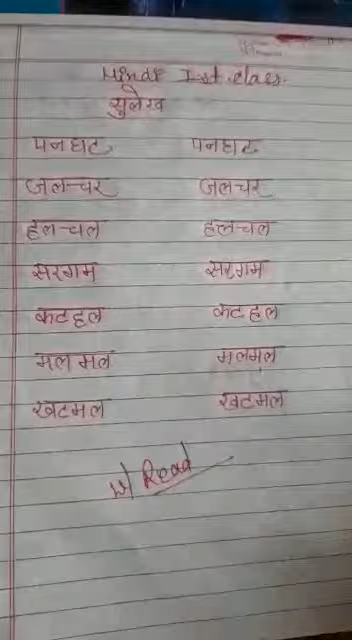 Hindi Ist class.
सुलेख
पनघट पनघट
जलचर जलचर
हलचल हलचल
सरगम सरगम
कटहल कटहल
मलमल मलमल
खटमल खटमल
Read